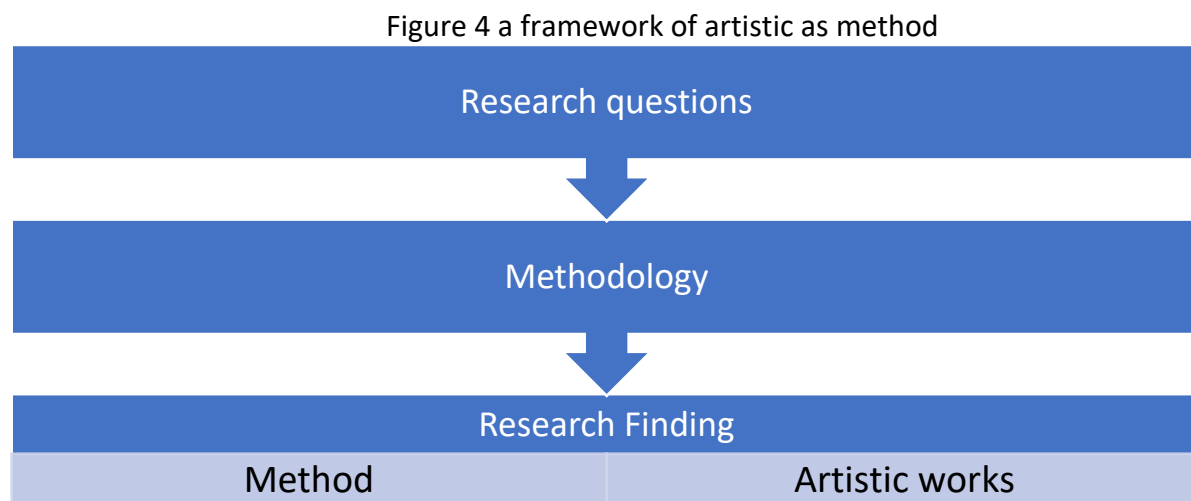 Figure 4 a framework of artistic as method
Research questions
Methodology
Research Finding
Method
Artistic works